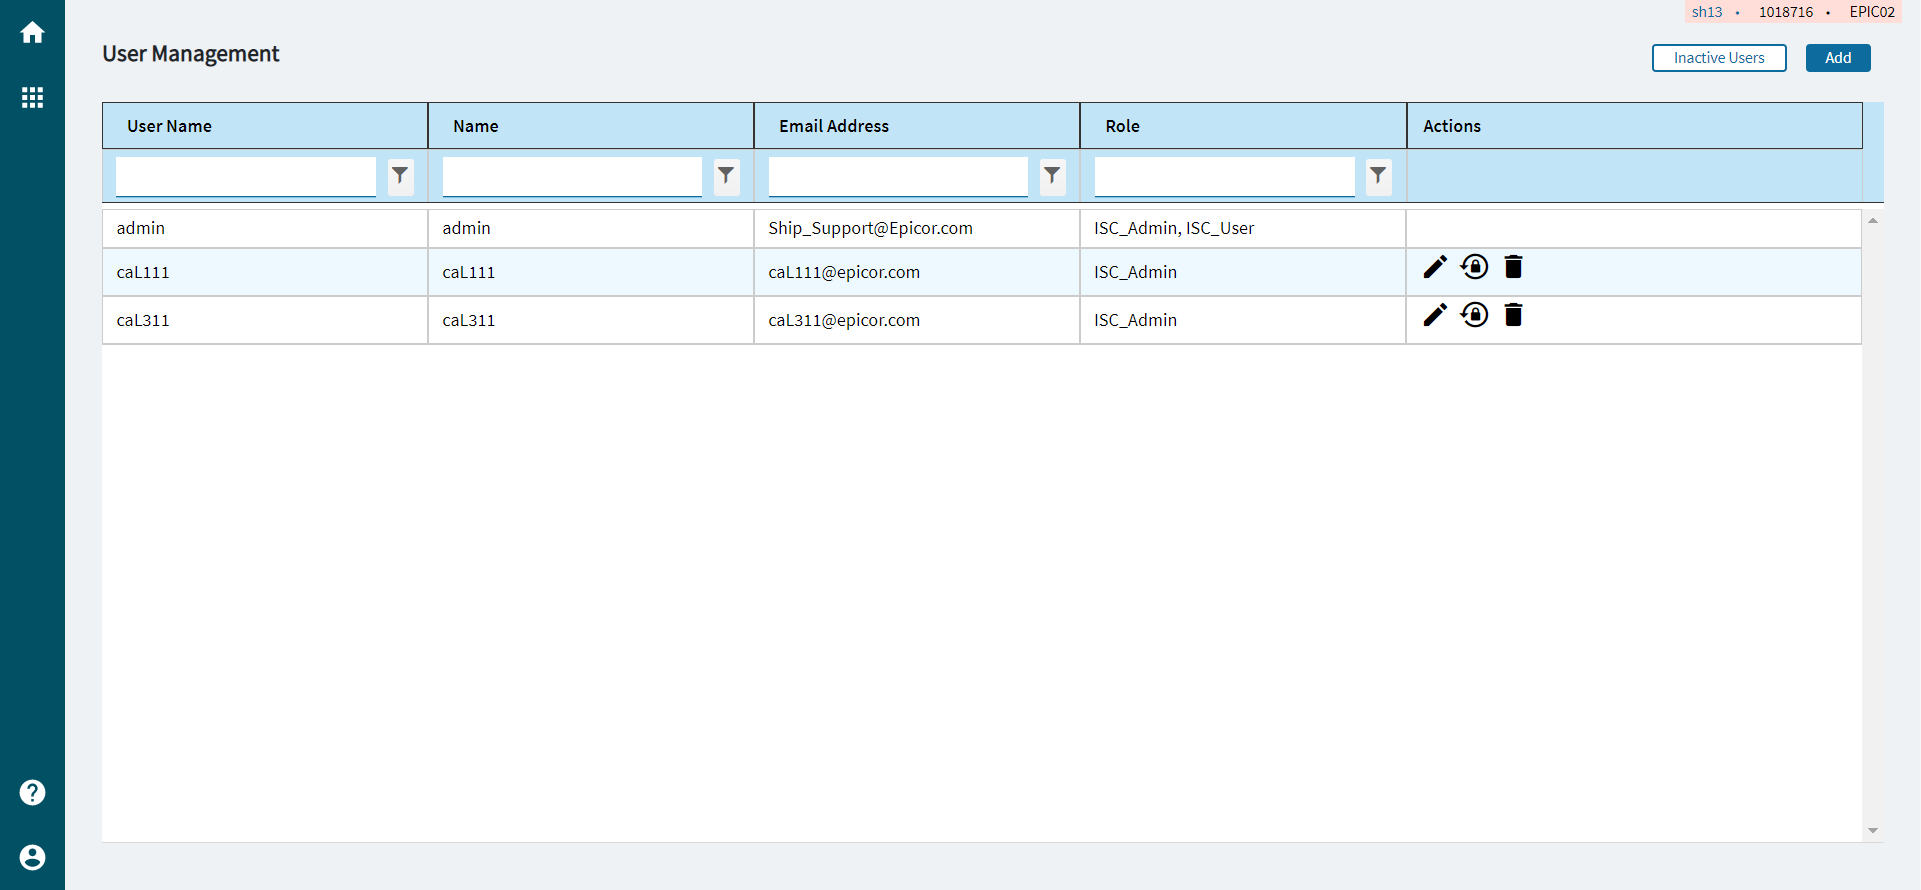 sh13 • 1018716 • EPIC02
User Management
Inactive Users Add
User Name Name Email Address Role Actions
admin admin Ship_Support@Epicor.com ISC_Admin, ISC_User
caL111 caL111 caL111@epicor.com ISC_Admin
caL311 caL311 caL311@epicor.com ISC_Admin